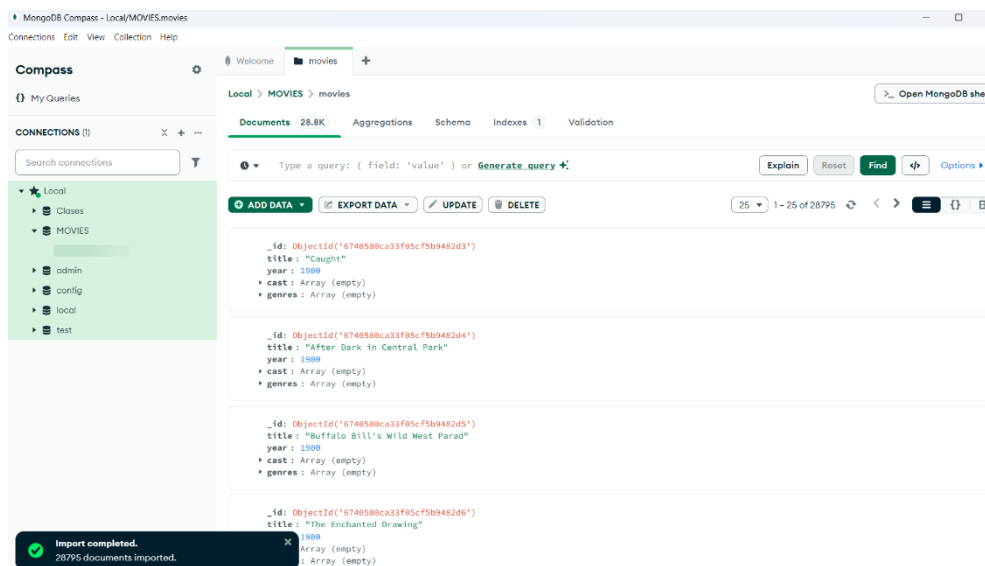 MongoDB Compass - Local/MOVIES.movies
Connections Edit View Collection Help
Compass
{} My Queries
CONNECTIONS (1)
Search connections
Local
Clases
MOVIES
admin
config
local
test
Welcome movies
Local > MOVIES > movies
>_ Open MongoDB she
Documents 28.8K Aggregations Schema Indexes 1 Validation
Type a query: { field: 'value' } or Generate query
Explain Reset Find </> Options
ADD DATA EXPORT DATA UPDATE DELETE
25 1 – 25 of 28795 {}
_id: ObjectId('6740580ca33f05cf5b9482d3')
title : "Caught"
year : 1900
cast : Array (empty)
genres : Array (empty)
_id: ObjectId('6740580ca33f05cf5b9482d4')
title : "After Dark in Central Park"
year : 1900
cast : Array (empty)
genres : Array (empty)
_id: ObjectId('6740580ca33f05cf5b9482d5')
title : "Buffalo Bill's Wild West Parad"
year : 1900
cast : Array (empty)
genres : Array (empty)
_id: ObjectId('6740580ca33f05cf5b9482d6')
title : "The Enchanted Drawing"
1900
Array (empty)
: Array (empty)
Import completed.
28795 documents imported.